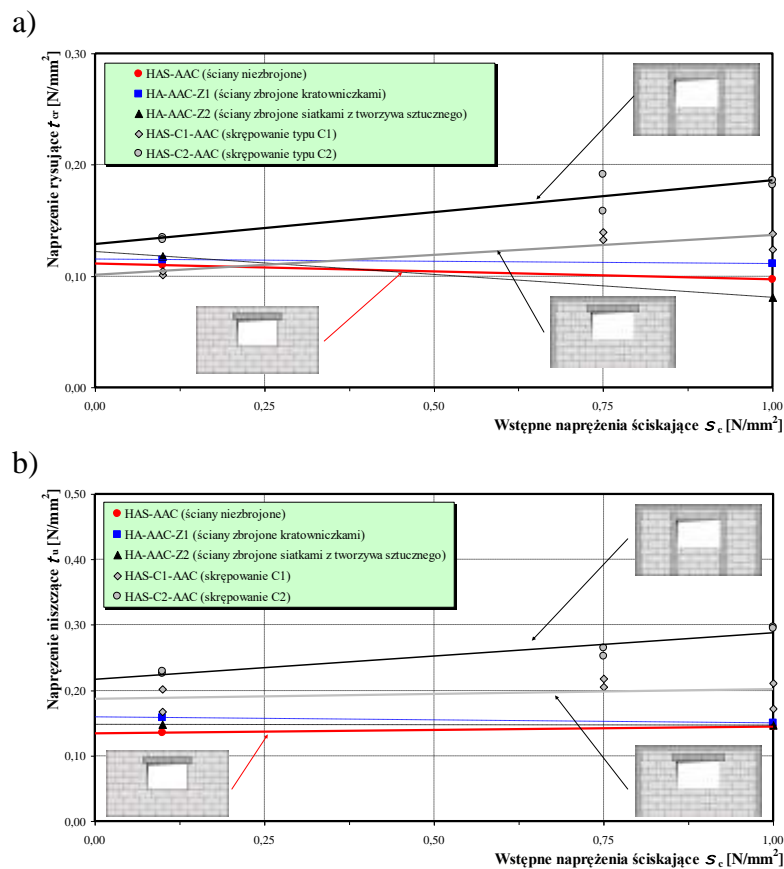 a)
0,30
0,20
0,10
0,00
Naprężenie rysujące t cr [N/mm²]
HAS-AAC (ściany niezbrojone)
HA-AAC-Z1 (ściany zbrojone kratowniczkami)
HA-AAC-Z2 (ściany zbrojone siatkami z tworzywa sztucznego)
HAS-C1-AAC (skrępowanie typu C1)
HAS-C2-AAC (skrępowanie typu C2)
0,00 0,25 0,50 0,75 1,00
Wstępne naprężenia ściskające s c [N/mm²]
b)
0,50
0,40
0,30
0,20
0,10
0,00
Naprężenie niszczące t u [N/mm²]
HAS-AAC (ściany niezbrojone)
HA-AAC-Z1 (ściany zbrojone kratowniczkami)
HA-AAC-Z2 (ściany zbrojone siatkami z tworzywa sztucznego)
HAS-C1-AAC (skrępowanie C1)
HAS-C2-AAC (skrępowanie C2)
0,00 0,25 0,50 0,75 1,00
Wstępne naprężenia ściskające s c [N/mm²]